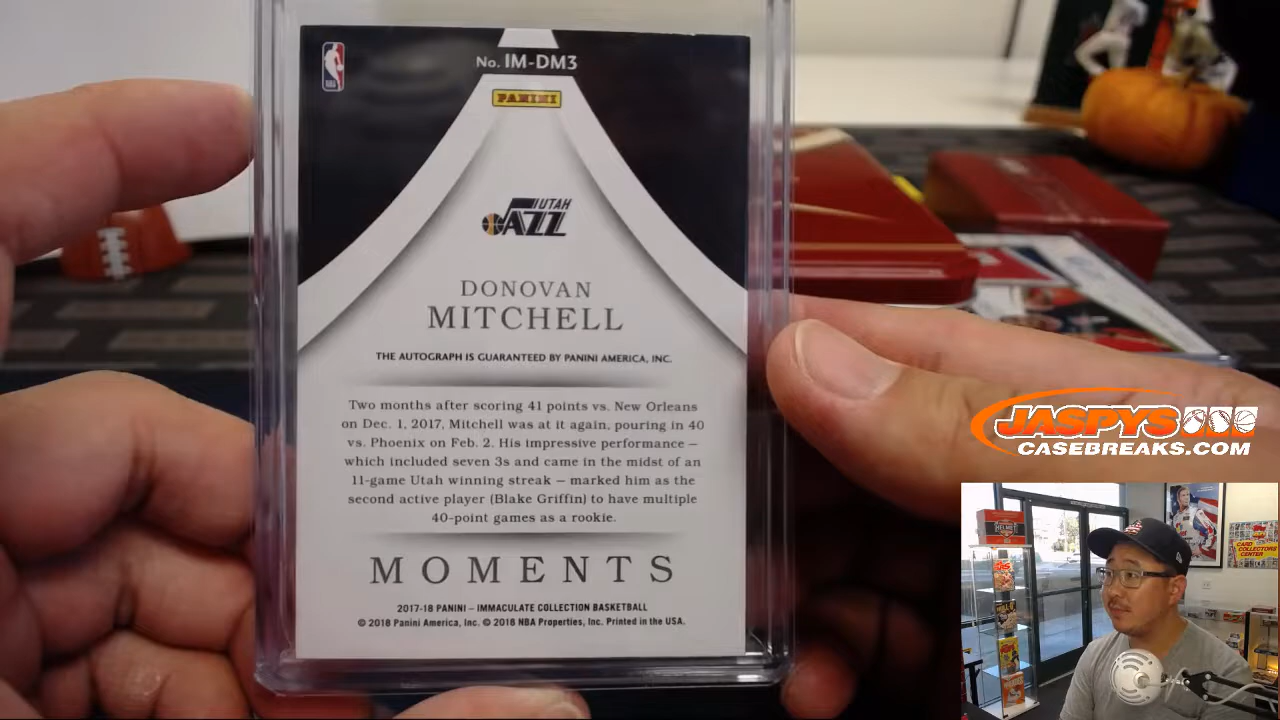 No. IM-DM3
PANINI
UTAH
JAZZ
DONOVAN
MITCHELL
THE AUTOGRAPH IS GUARANTEED BY PANINI AMERICA, INC.
Two months after scoring 41 points vs. New Orleans
on Dec. 1, 2017, Mitchell was at it again, pouring in 40
vs. Phoenix on Feb. 2. His impressive performance —
which included seven 3s and came in the midst of an
11-game Utah winning streak — marked him as the
second active player (Blake Griffin) to have multiple
40-point games as a rookie.
MOMENTS
2017-18 PANINI – IMMACULATE COLLECTION BASKETBALL
© 2018 Panini America, Inc. © 2018 NBA Properties, Inc. Printed in the USA.
JASPYS
CASEBREAKS.COM
HELMET
CARD
COLLECTORS
CENTER